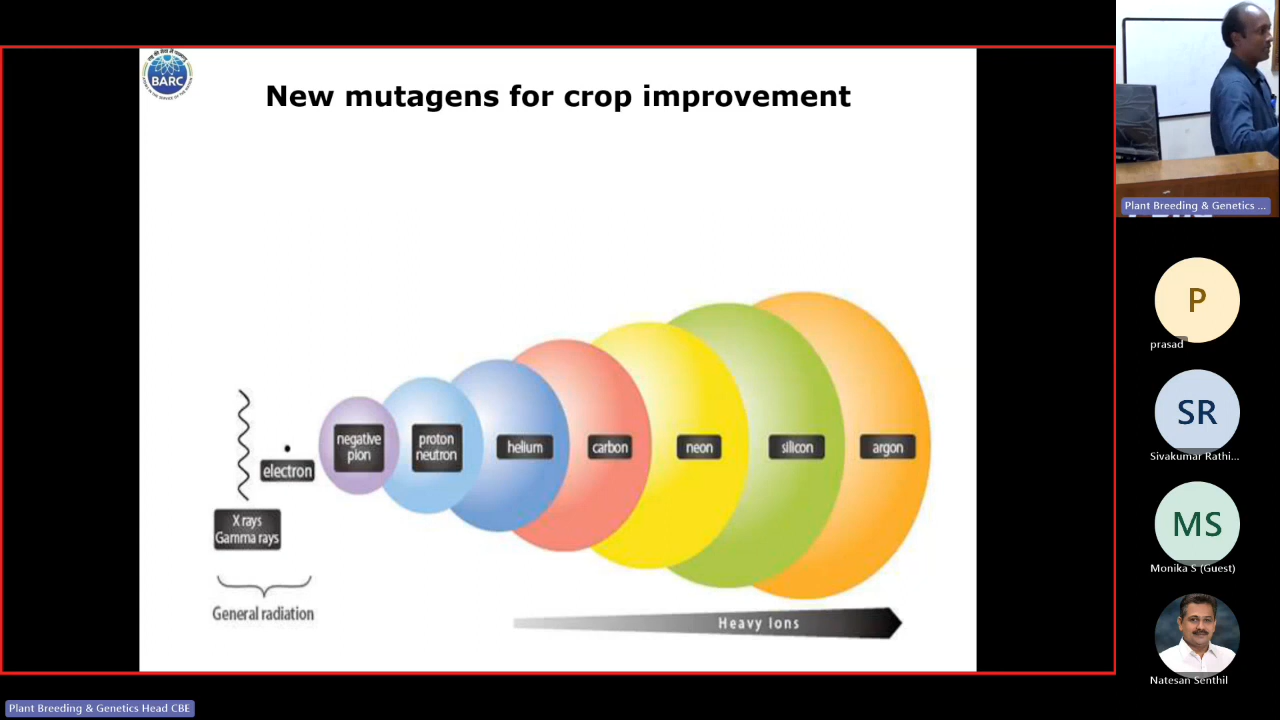 BARC
New mutagens for crop improvement
X rays
Gamma rays
electron
negative
pion
proton
neutron
helium
carbon
neon
silicon
argon
General radiation
Heavy Ions
Plant Breeding & Genetics ...
P
prasad
SR
Sivakumar Rathi...
MS
Monika S (Guest)
Natesan Senthil
Plant Breeding & Genetics Head CBE